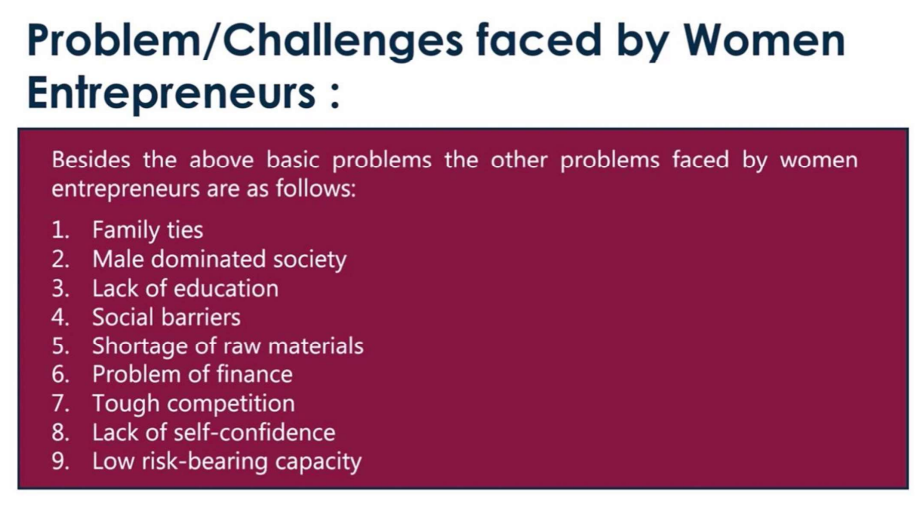 Problem/Challenges faced by Women
Entrepreneurs :
Besides the above basic problems the other problems faced by women
entrepreneurs are as follows:
1. Family ties
2. Male dominated society
3. Lack of education
4. Social barriers
5. Shortage of raw materials
6. Problem of finance
7. Tough competition
8. Lack of self-confidence
9. Low risk-bearing capacity